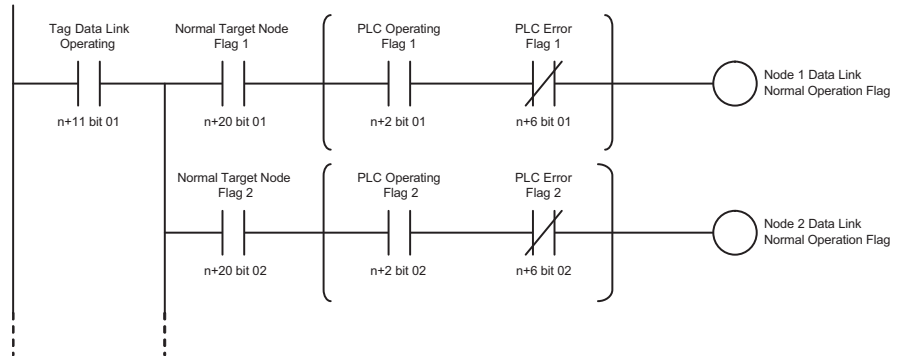 Tag Data Link
Operating
n+11 bit 01
Normal Target Node
Flag 1
n+20 bit 01
PLC Operating
Flag 1
n+2 bit 01
PLC Error
Flag 1
n+6 bit 01
Node 1 Data Link
Normal Operation Flag
Normal Target Node
Flag 2
n+20 bit 02
PLC Operating
Flag 2
n+2 bit 02
PLC Error
Flag 2
n+6 bit 02
Node 2 Data Link
Normal Operation Flag